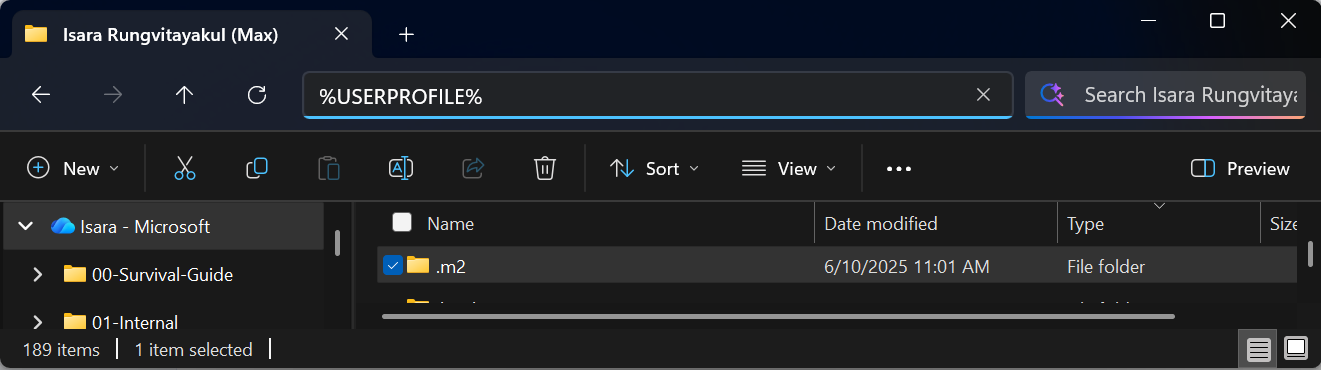 Isara Rungvitayakul (Max)
%USERPROFILE%
Search Isara Rungvitaya
New
Sort
View
Preview
Isara - Microsoft
00-Survival-Guide
01-Internal
Name Date modified Type Size
.m2 6/10/2025 11:01 AM File folder
189 items 1 item selected